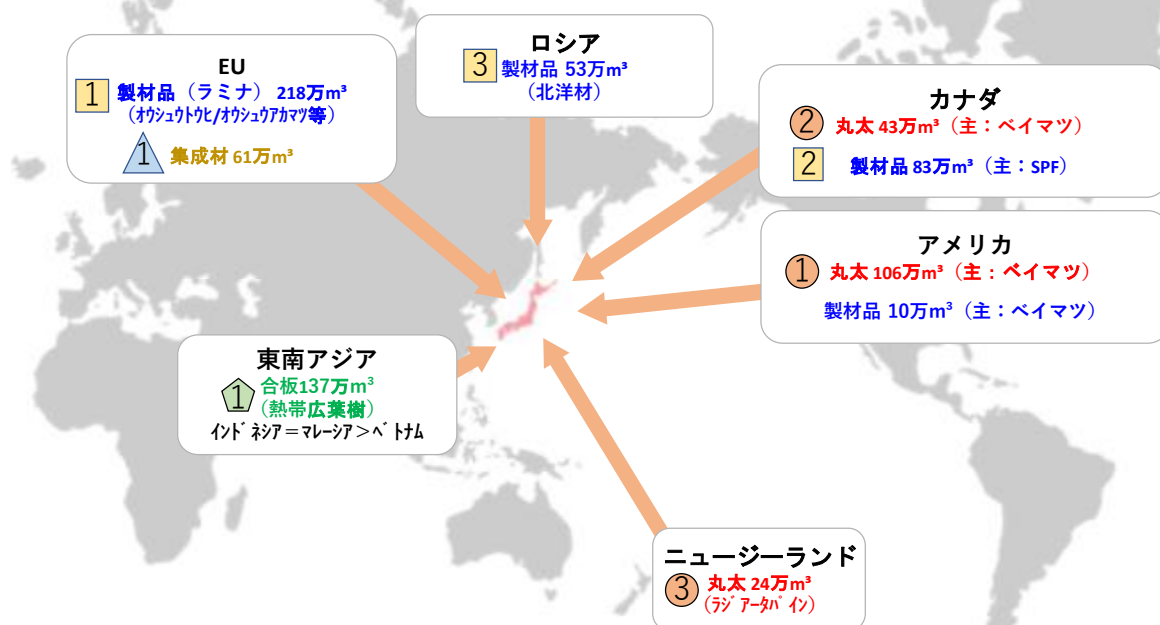 EU
1 製材品（ラミナ） 218万m³
（ｵｳｼｭｳﾄｳﾋ/ｵｳｼｭｳｱｶﾏﾂ等）
1 集成材 61万m³
ロシア
3 製材品 53万m³
（北洋材）
カナダ
2 丸太 43万m³（主：ベイマツ）
2 製材品 83万m³（主：SPF）
アメリカ
1 丸太 106万m³（主：ベイマツ）
製材品 10万m³（主：ベイマツ）
東南アジア
1 合板137万m³
(熱帯広葉樹)
ｲﾝﾄﾞﾈｼｱ＝ﾏﾚｰｼｱ＞ﾍﾞﾄﾅﾑ
ニュージーランド
3 丸太 24万m³
(ﾗｼﾞｱｰﾀﾊﾟｲﾝ)